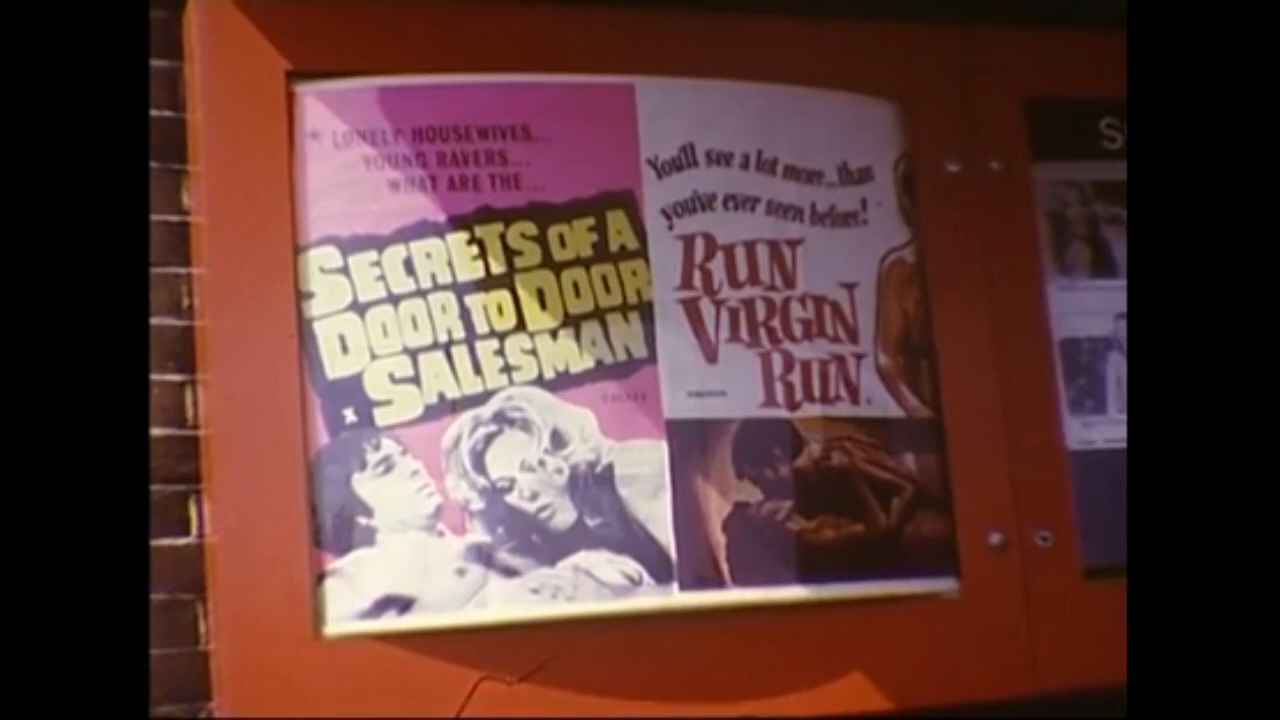 LONELY HOUSEWIVES...
YOUNG RAVERS...
WHAT ARE THE...
SECRETS OF A
DOOR TO DOOR
SALESMAN
X
You'll see a lot more...than
you've ever seen before!
RUN
VIRGIN
RUN.
S